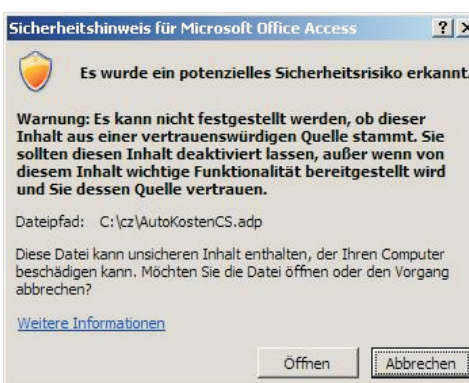 Sicherheitshinweis für Microsoft Office Access
Es wurde ein potenzielles Sicherheitsrisiko erkannt.
Warnung: Es kann nicht festgestellt werden, ob dieser
Inhalt aus einer vertrauenswürdigen Quelle stammt. Sie
sollten diesen Inhalt deaktiviert lassen, außer wenn von
diesem Inhalt wichtige Funktionalität bereitgestellt wird
und Sie dessen Quelle vertrauen.
Dateipfad: C:\cz\AutoKostenCS.adp
Diese Datei kann unsicheren Inhalt enthalten, der Ihren Computer
beschädigen kann. Möchten Sie die Datei öffnen oder den Vorgang
abbrechen?
Weitere Informationen
Öffnen Abbrechen